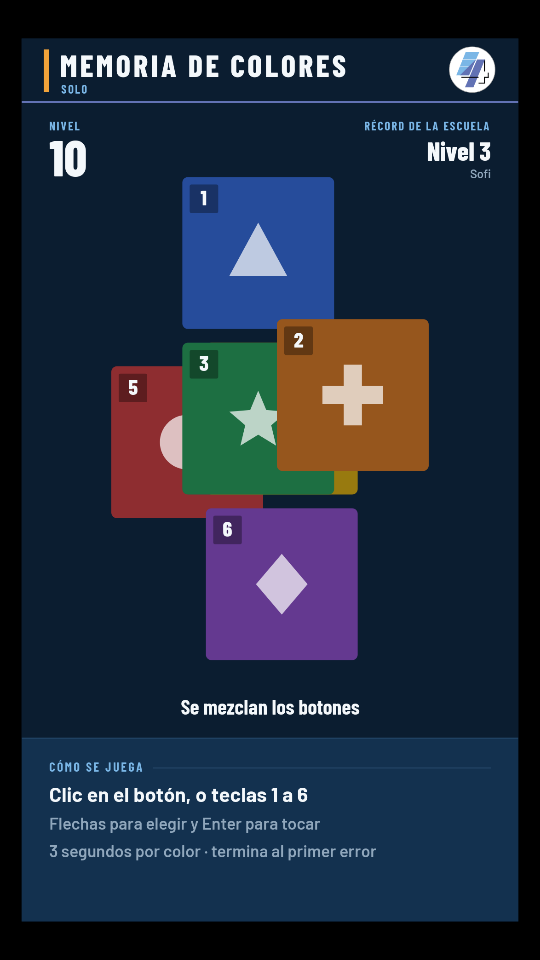 MEMORIA DE COLORES
SOLO
4
NIVEL
10
RÉCORD DE LA ESCUELA
Nivel 3
Sofi
1
2
3
5
6
Se mezclan los botones
CÓMO SE JUEGA
Clic en el botón, o teclas 1 a 6
Flechas para elegir y Enter para tocar
3 segundos por color · termina al primer error